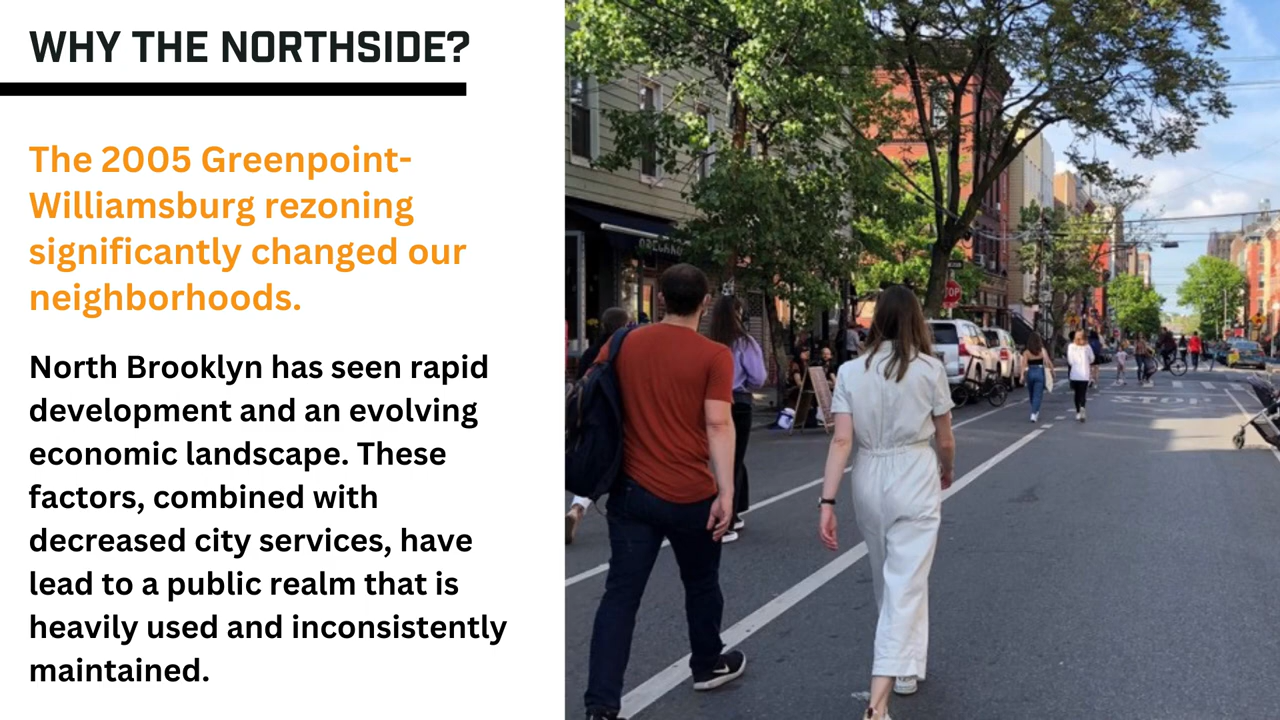 WHY THE NORTHSIDE?
The 2005 Greenpoint-
Williamsburg rezoning
significantly changed our
neighborhoods.
North Brooklyn has seen rapid
development and an evolving
economic landscape. These
factors, combined with
decreased city services, have
lead to a public realm that is
heavily used and inconsistently
maintained.
STOP
STOP